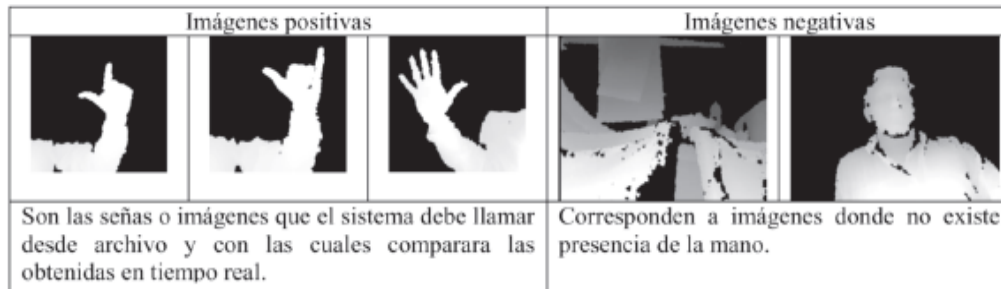 Imágenes positivas
Imágenes negativas
Son las señas o imágenes que el sistema debe llamar
desde archivo y con las cuales comparara las
obtenidas en tiempo real.
Corresponden a imágenes donde no existe
presencia de la mano.